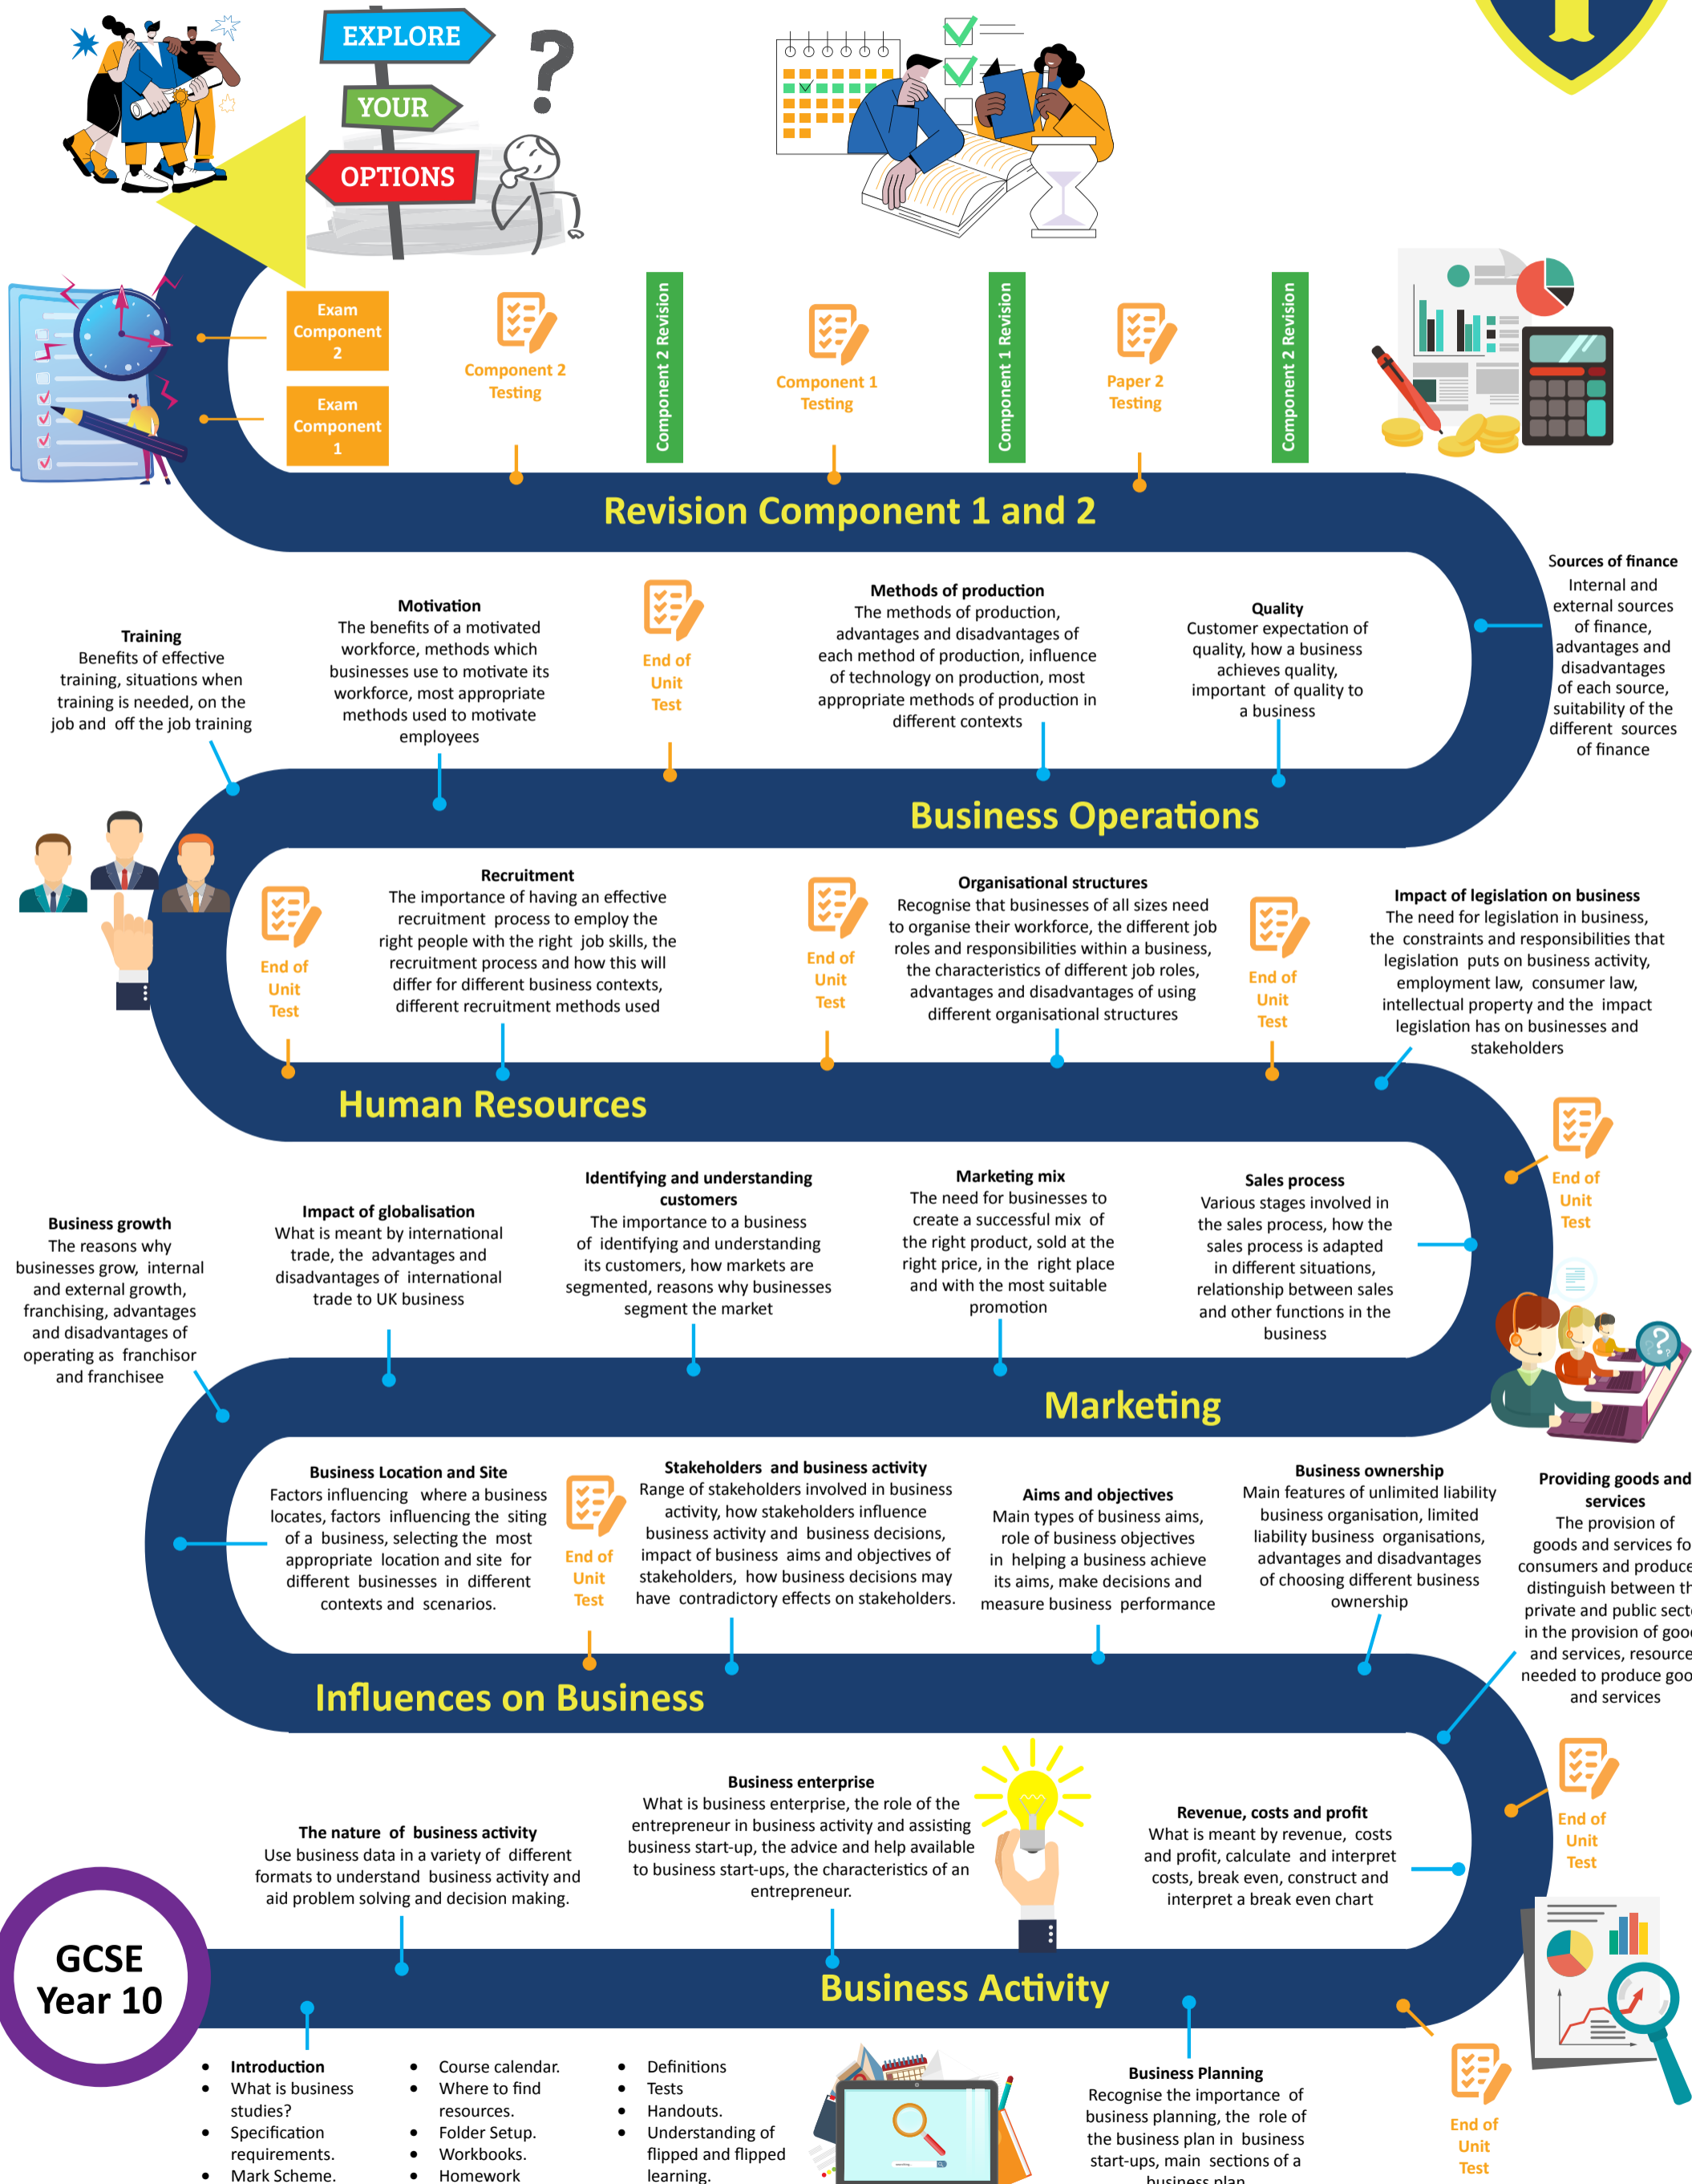 EXPLORE
YOUR
OPTIONS
?
Exam
Component
2
Exam
Component
1
Component 2
Testing
Component 2 Revision
Component 1
Testing
Component 1 Revision
Paper 2
Testing
Component 2 Revision
Revision Component 1 and 2
Training
Benefits of effective
training, situations when
training is needed, on the
job and off the job training
Motivation
The benefits of a motivated
workforce, methods which
businesses use to motivate its
workforce, most appropriate
methods used to motivate
employees
End of
Unit
Test
Methods of production
The methods of production,
advantages and disadvantages of
each method of production, influence
of technology on production, most
appropriate methods of production in
different contexts
Quality
Customer expectation of
quality, how a business
achieves quality,
important of quality to
a business
Sources of finance
Internal and
external sources
of finance,
advantages and
disadvantages
of each source,
suitability of the
different sources
of finance
Business Operations
End of
Unit
Test
Recruitment
The importance of having an effective
recruitment process to employ the
right people with the right job skills, the
recruitment process and how this will
differ for different business contexts,
different recruitment methods used
End of
Unit
Test
Organisational structures
Recognise that businesses of all sizes need
to organise their workforce, the different job
roles and responsibilities within a business,
the characteristics of different job roles,
advantages and disadvantages of using
different organisational structures
End of
Unit
Test
Impact of legislation on business
The need for legislation in business,
the constraints and responsibilities that
legislation puts on business activity,
employment law, consumer law,
intellectual property and the impact
legislation has on businesses and
stakeholders
Human Resources
End of
Unit
Test
Business growth
The reasons why
businesses grow, internal
and external growth,
franchising, advantages
and disadvantages of
operating as franchisor
and franchisee
Impact of globalisation
What is meant by international
trade, the advantages and
disadvantages of international
trade to UK business
Identifying and understanding
customers
The importance to a business
of identifying and understanding
its customers, how markets are
segmented, reasons why businesses
segment the market
Marketing mix
The need for businesses to
create a successful mix of
the right product, sold at the
right price, in the right place
and with the most suitable
promotion
Sales process
Various stages involved in
the sales process, how the
sales process is adapted
in different situations,
relationship between sales
and other functions in the
business
Marketing
Business Location and Site
Factors influencing where a business
locates, factors influencing the siting
of a business, selecting the most
appropriate location and site for
different businesses in different
contexts and scenarios.
End of
Unit
Test
Stakeholders and business activity
Range of stakeholders involved in business
activity, how stakeholders influence
business activity and business decisions,
impact of business aims and objectives of
stakeholders, how business decisions may
have contradictory effects on stakeholders.
Aims and objectives
Main types of business aims,
role of business objectives
in helping a business achieve
its aims, make decisions and
measure business performance
Business ownership
Main features of unlimited liability
business organisation, limited
liability business organisations,
advantages and disadvantages
of choosing different business
ownership
Providing goods and
services
The provision of
goods and services fo
consumers and produce
distinguish between th
private and public sect
in the provision of goo
and services, resource
needed to produce goo
and services
Influences on Business
End of
Unit
Test
The nature of business activity
Use business data in a variety of different
formats to understand business activity and
aid problem solving and decision making.
Business enterprise
What is business enterprise, the role of the
entrepreneur in business activity and assisting
business start-up, the advice and help available
to business start-ups, the characteristics of an
entrepreneur.
Revenue, costs and profit
What is meant by revenue, costs
and profit, calculate and interpret
costs, break even, construct and
interpret a break even chart
GCSE
Year 10
Business Activity
• Introduction
• What is business
studies?
• Specification
requirements.
• Mark Scheme.
• Course calendar.
• Where to find
resources.
• Folder Setup.
• Workbooks.
• Homework
• Definitions
• Tests
• Handouts.
• Understanding of
flipped and flipped
learning.
Business Planning
Recognise the importance of
business planning, the role of
the business plan in business
start-ups, main sections of a
business plan
End of
Unit
Test